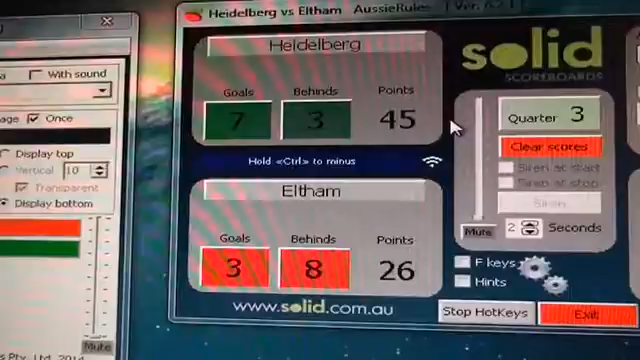 Heidelberg vs Eltham AussieRules
With sound
Once
Display top
Vertical 10
Transparent
Display bottom
Mute
Heidelberg
Goals Behinds Points
7 3 45
Hold <Ctrl> to minus
Eltham
Goals Behinds Points
3 8 26
www.solid.com.au
solid
SCOREBOARDS
Quarter 3
Clear scores
Siren at start
Siren at stop
Siren
Mute
2 Seconds
F keys
Hints
Stop HotKeys
Exit
Pty. Ltd. 2014